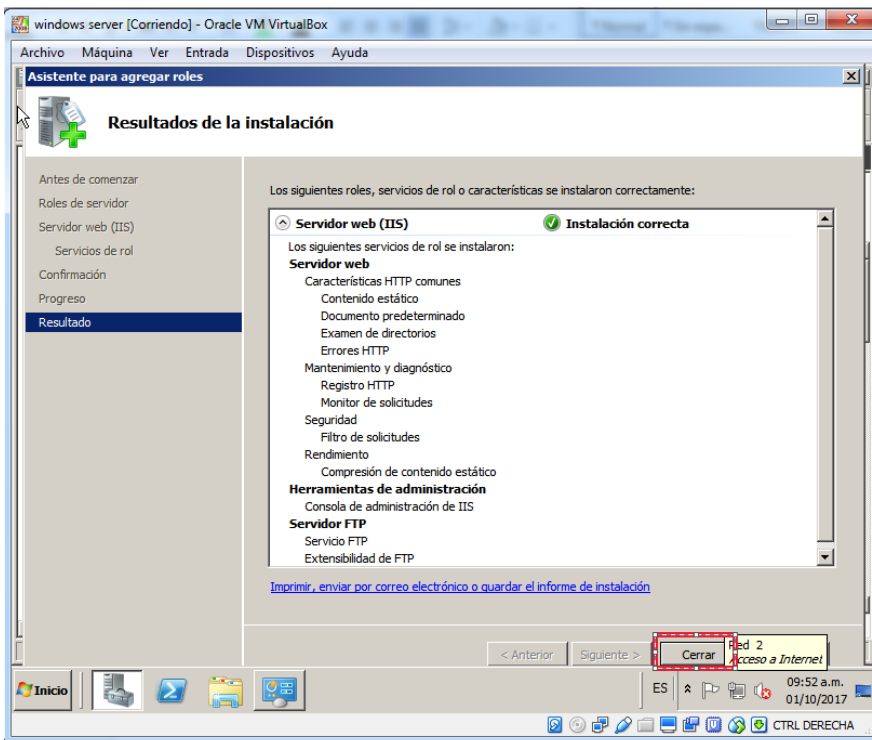 windows server [Corriendo] - Oracle VM VirtualBox
Archivo Máquina Ver Entrada Dispositivos Ayuda
Asistente para agregar roles
Resultados de la instalación
Antes de comenzar
Roles de servidor
Servidor web (IIS)
Servicios de rol
Confirmación
Progreso
Resultado
Los siguientes roles, servicios de rol o características se instalaron correctamente:
Servidor web (IIS) Instalación correcta
Los siguientes servicios de rol se instalaron:
Servidor web
Características HTTP comunes
Contenido estático
Documento predeterminado
Examen de directorios
Errores HTTP
Mantenimiento y diagnóstico
Registro HTTP
Monitor de solicitudes
Seguridad
Filtro de solicitudes
Rendimiento
Compresión de contenido estático
Herramientas de administración
Consola de administración de IIS
Servidor FTP
Servicio FTP
Extensibilidad de FTP
Imprimir, enviar por correo electrónico o guardar el informe de instalación
< Anterior Siguiente > Cerrar
Red 2
Acceso a Internet
Inicio
ES
09:52 a.m.
01/10/2017
CTRL DERECHA